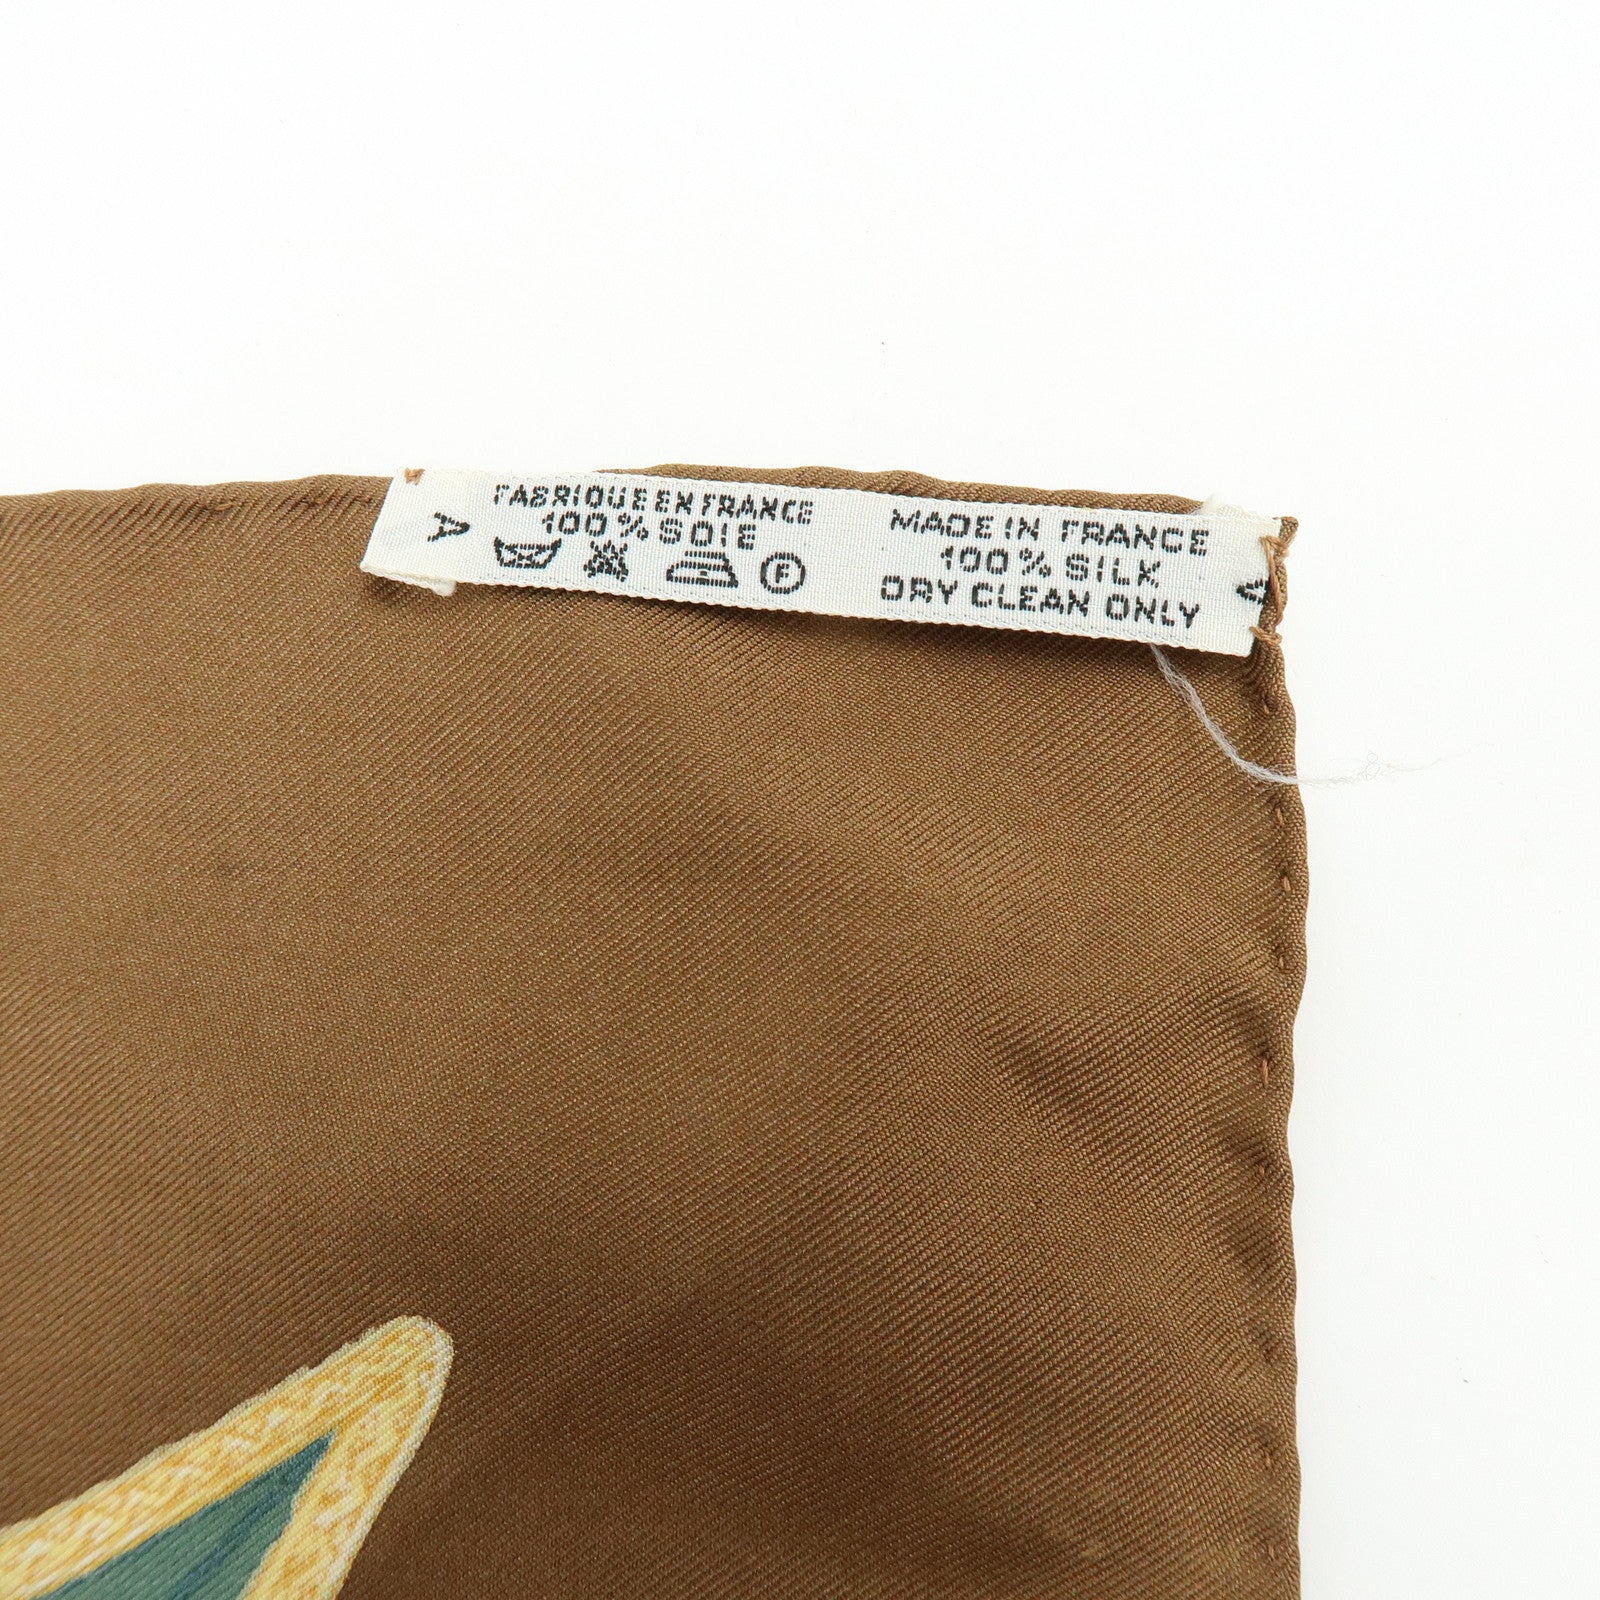 A
FABRIQUE EN FRANCE
100% SOIE
F
MADE IN FRANCE
100% SILK
DRY CLEAN ONLY
A